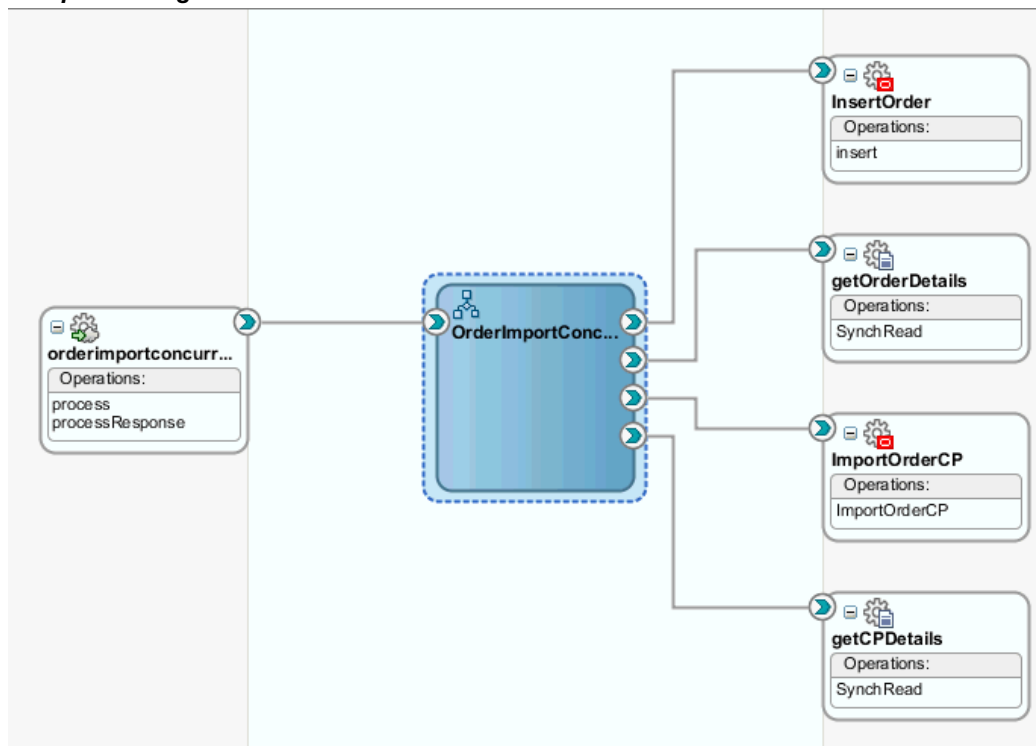 InsertOrder
Operations:
insert
getOrderDetails
Operations:
SynchRead
orderimportconcurr...
Operations:
process
processResponse
OrderImportConc...
ImportOrderCP
Operations:
ImportOrderCP
getCPDetails
Operations:
SynchRead